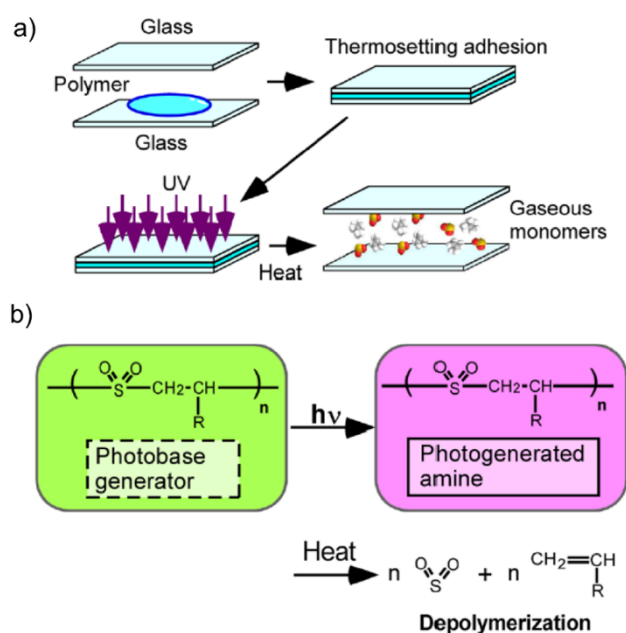 a)
Glass
Polymer
Glass
Thermosetting adhesion
UV
Heat
Gaseous
monomers
b)
O O
S
CH2-CH
R
n
Photobase
generator
hν
O O
S
CH2-CH
R
n
Photogenerated
amine
Heat
n
O O
S
+ n CH2=CH
R
Depolymerization